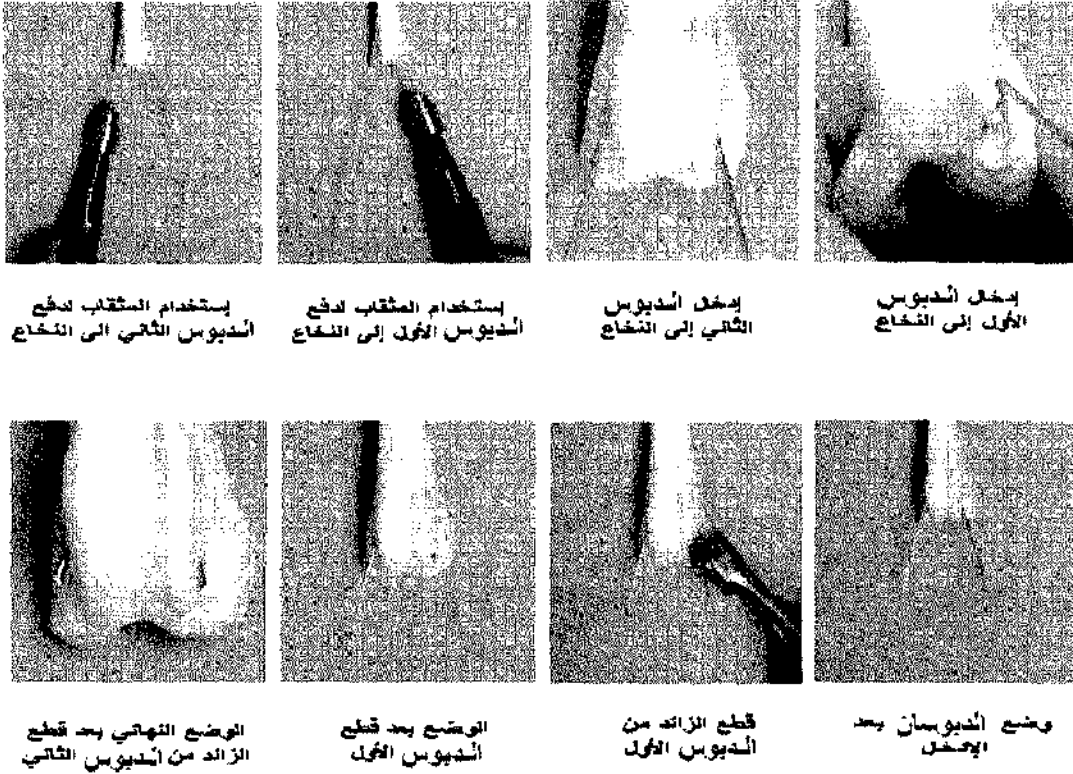 إدخال الدبوس
الأول إلى النخاع
إدخال الدبوس
الثاني إلى النخاع
إستخدام المثقاب لدفع
الدبوس الأول إلى النخاع
إستخدام المثقاب لدفع
الدبوس الثاني الى النخاع
وضع الدبوسان بعد
الإدخال
قطع الزائد من
الدبوس الأول
الوضع بعد قطع
الدبوس الأول
الوضع النهائي بعد قطع
الزائد من الدبوس الثاني